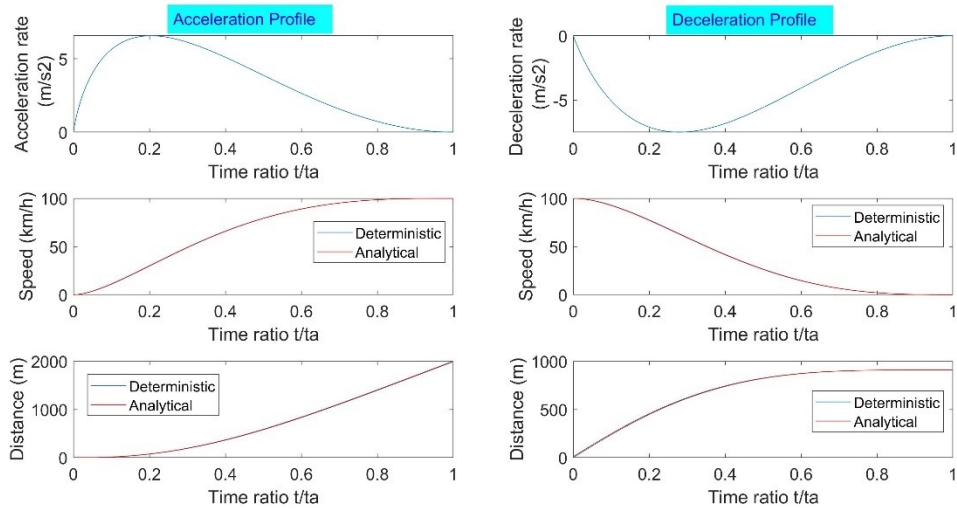 Acceleration Profile
Acceleration rate
(m/s2)
5
0
0 0.2 0.4 0.6 0.8 1
Time ratio t/ta
Deceleration Profile
Deceleration rate
(m/s2)
0
-5
0 0.2 0.4 0.6 0.8 1
Time ratio t/ta
Speed (km/h)
100
50
0
Deterministic
Analytical
0 0.2 0.4 0.6 0.8 1
Time ratio t/ta
Speed (km/h)
100
50
0
Deterministic
Analytical
0 0.2 0.4 0.6 0.8 1
Time ratio t/ta
Distance (m)
2000
1000
0
Deterministic
Analytical
0 0.2 0.4 0.6 0.8 1
Time ratio t/ta
Distance (m)
1000
500
0
Deterministic
Analytical
0 0.2 0.4 0.6 0.8 1
Time ratio t/ta